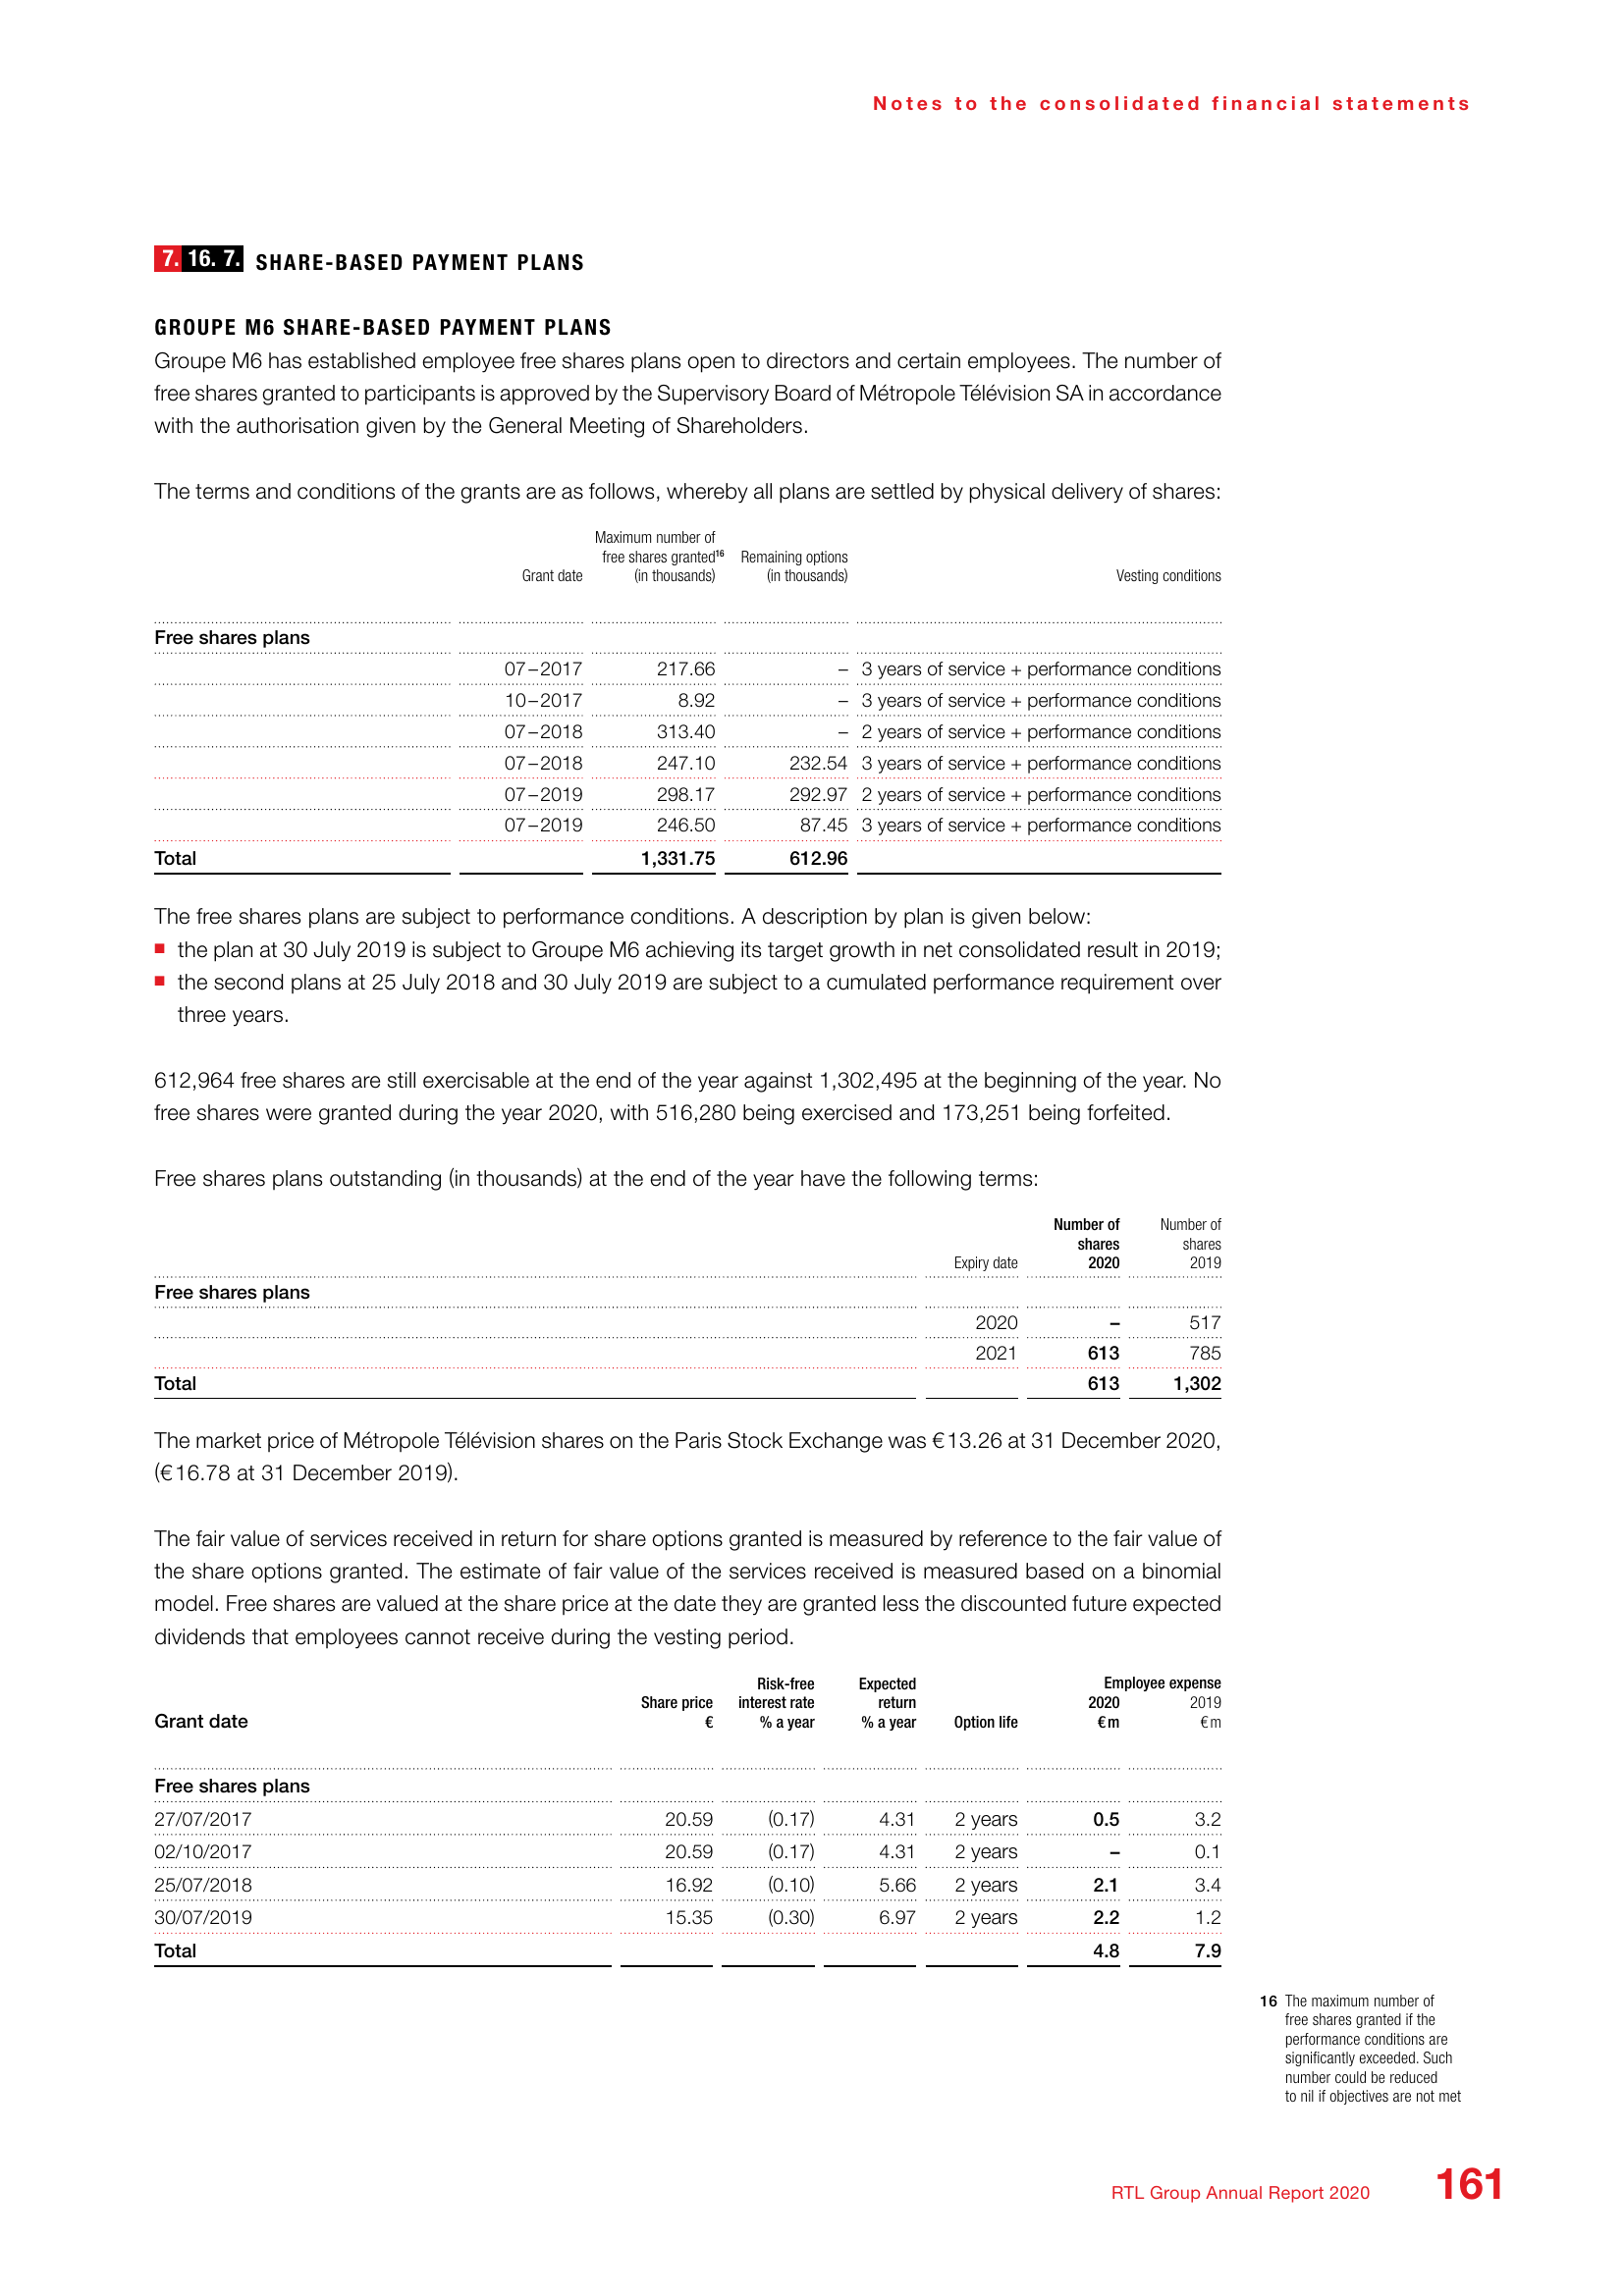 Notes to the consolidated financial statements
7. 16. 7. SHARE-BASED PAYMENT PLANS
GROUPE M6 SHARE-BASED PAYMENT PLANS
Groupe M6 has established employee free shares plans open to directors and certain employees. The number of
free shares granted to participants is approved by the Supervisory Board of Métropole Télévision SA in accordance
with the authorisation given by the General Meeting of Shareholders.
The terms and conditions of the grants are as follows, whereby all plans are settled by physical delivery of shares:
Grant date Maximum number of free shares granted16 (in thousands) Remaining options (in thousands) Vesting conditions
Free shares plans
07–2017 217.66 – 3 years of service + performance conditions
10–2017 8.92 – 3 years of service + performance conditions
07–2018 313.40 – 2 years of service + performance conditions
07–2018 247.10 232.54 3 years of service + performance conditions
07–2019 298.17 292.97 2 years of service + performance conditions
07–2019 246.50 87.45 3 years of service + performance conditions
Total 1,331.75 612.96
The free shares plans are subject to performance conditions. A description by plan is given below:
■ the plan at 30 July 2019 is subject to Groupe M6 achieving its target growth in net consolidated result in 2019;
■ the second plans at 25 July 2018 and 30 July 2019 are subject to a cumulated performance requirement over
three years.
612,964 free shares are still exercisable at the end of the year against 1,302,495 at the beginning of the year. No
free shares were granted during the year 2020, with 516,280 being exercised and 173,251 being forfeited.
Free shares plans outstanding (in thousands) at the end of the year have the following terms:
Expiry date Number of shares 2020 Number of shares 2019
Free shares plans
2020 – 517
2021 613 785
Total 613 1,302
The market price of Métropole Télévision shares on the Paris Stock Exchange was €13.26 at 31 December 2020,
(€16.78 at 31 December 2019).
The fair value of services received in return for share options granted is measured by reference to the fair value of
the share options granted. The estimate of fair value of the services received is measured based on a binomial
model. Free shares are valued at the share price at the date they are granted less the discounted future expected
dividends that employees cannot receive during the vesting period.
Grant date Share price € Risk-free interest rate % a year Expected return % a year Option life Employee expense 2020 €m 2019 €m
Free shares plans
27/07/2017 20.59 (0.17) 4.31 2 years 0.5 3.2
02/10/2017 20.59 (0.17) 4.31 2 years – 0.1
25/07/2018 16.92 (0.10) 5.66 2 years 2.1 3.4
30/07/2019 15.35 (0.30) 6.97 2 years 2.2 1.2
Total 4.8 7.9
16 The maximum number of
free shares granted if the
performance conditions are
significantly exceeded. Such
number could be reduced
to nil if objectives are not met
RTL Group Annual Report 2020 161